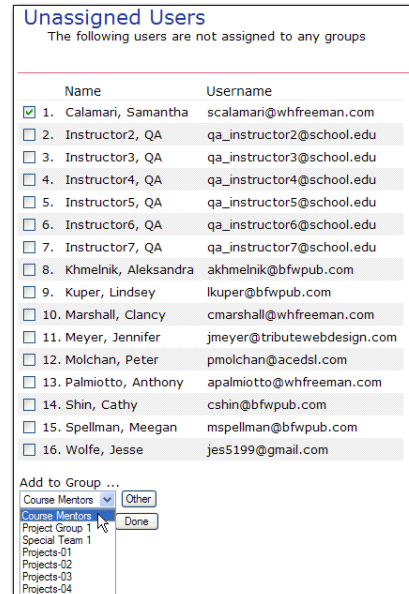 Unassigned Users
The following users are not assigned to any groups
Name Username
1. Calamari, Samantha scalamari@whfreeman.com
2. Instructor2, QA qa_instructor2@school.edu
3. Instructor3, QA qa_instructor3@school.edu
4. Instructor4, QA qa_instructor4@school.edu
5. Instructor5, QA qa_instructor5@school.edu
6. Instructor6, QA qa_instructor6@school.edu
7. Instructor7, QA qa_instructor7@school.edu
8. Khmelnik, Aleksandra akhmelnik@bfwpub.com
9. Kuper, Lindsey lkuper@bfwpub.com
10. Marshall, Clancy cmarshall@whfreeman.com
11. Meyer, Jennifer jmeyer@tributewebdesign.com
12. Molchan, Peter pmolchan@acedsl.com
13. Palmiotto, Anthony apalmiotto@whfreeman.com
14. Shin, Cathy cshin@bfwpub.com
15. Spellman, Meegan mspellman@bfwpub.com
16. Wolfe, Jesse jes5199@gmail.com
Add to Group ...
Course Mentors Other
Course Mentors
Project Group 1 Done
Special Team 1
Projects-01
Projects-02
Projects-03
Projects-04